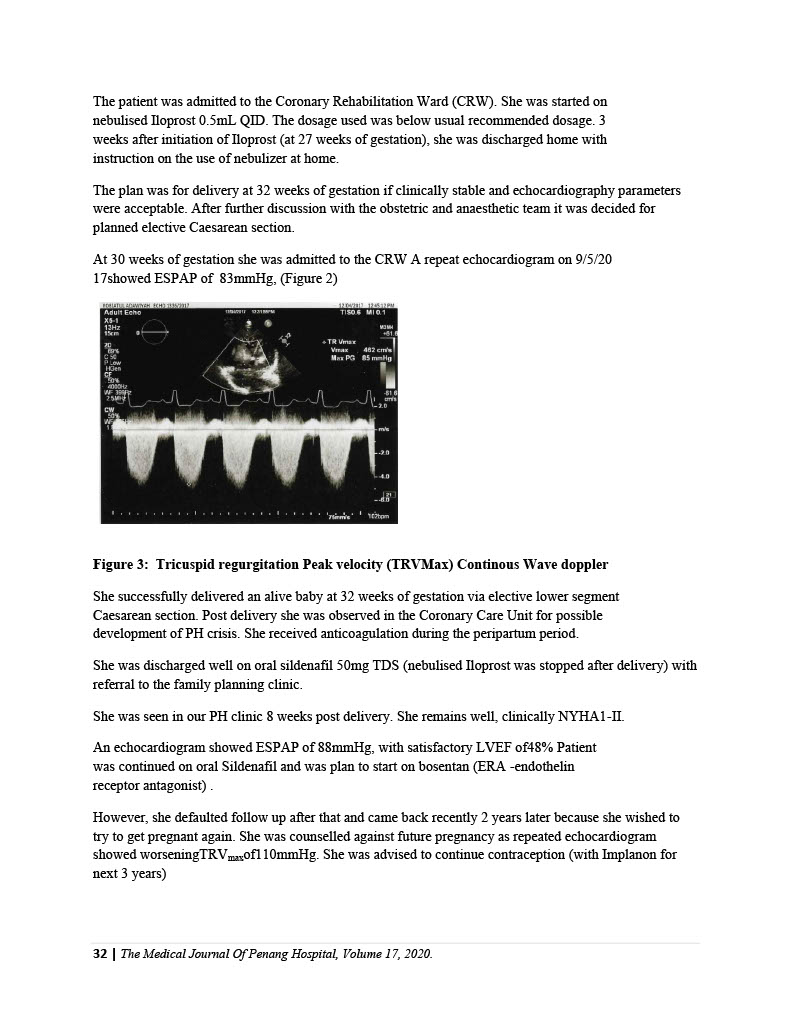 The patient was admitted to the Coronary Rehabilitation Ward (CRW). She was started on
nebulised Iloprost 0.5mL QID. The dosage used was below usual recommended dosage. 3
weeks after initiation of Iloprost (at 27 weeks of gestation), she was discharged home with
instruction on the use of nebulizer at home.
The plan was for delivery at 32 weeks of gestation if clinically stable and echocardiography parameters
were acceptable. After further discussion with the obstetric and anaesthetic team it was decided for
planned elective Caesarean section.
At 30 weeks of gestation she was admitted to the CRW A repeat echocardiogram on 9/5/20
17showed ESPAP of 83mmHg, (Figure 2)
12/04/2017 12:45:12PM
Adult Echo
TIS0.6 MI 0.1
X5-1
13Hz
15cm
2D
C 50
P Low
HGen
CF
50%
4000Hz
2.5MHz
CW
50%
+ TR Vmax
Vmax 462 cm/s
Max PG 85 mmHg
M3 M4
+61.6
-61.6
cm/s
-2.0
-m/s
-2.0
-4.0
-6.0
75mm/s
102bpm
Figure 3: Tricuspid regurgitation Peak velocity (TRVMax) Continous Wave doppler
She successfully delivered an alive baby at 32 weeks of gestation via elective lower segment
Caesarean section. Post delivery she was observed in the Coronary Care Unit for possible
development of PH crisis. She received anticoagulation during the peripartum period.
She was discharged well on oral sildenafil 50mg TDS (nebulised Iloprost was stopped after delivery) with
referral to the family planning clinic.
She was seen in our PH clinic 8 weeks post delivery. She remains well, clinically NYHA1-II.
An echocardiogram showed ESPAP of 88mmHg, with satisfactory LVEF of48% Patient
was continued on oral Sildenafil and was plan to start on bosentan (ERA -endothelin
receptor antagonist) .
However, she defaulted follow up after that and came back recently 2 years later because she wished to
try to get pregnant again. She was counselled against future pregnancy as repeated echocardiogram
showed worseningTRVmaxof110mmHg. She was advised to continue contraception (with Implanon for
next 3 years)
32 | The Medical Journal Of Penang Hospital, Volume 17, 2020.